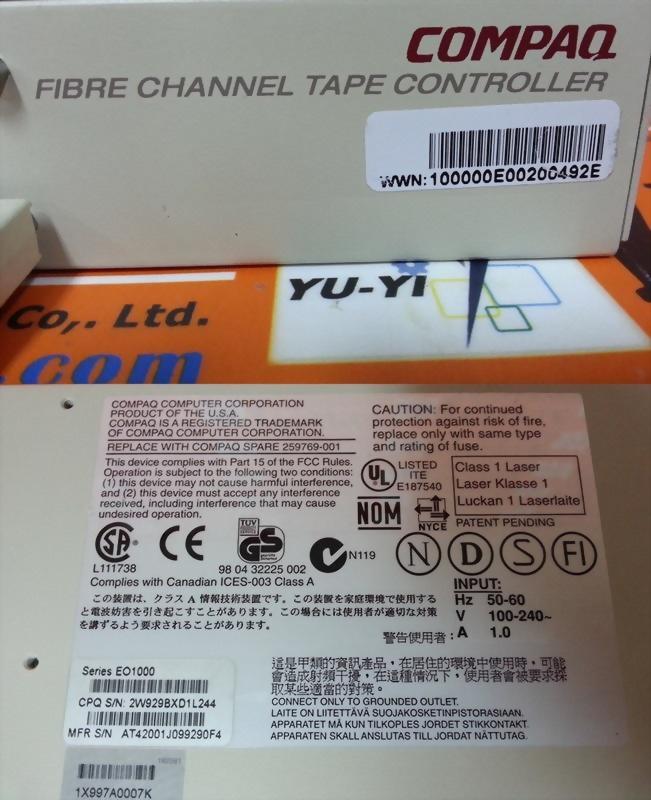 COMPAQ
FIBRE CHANNEL TAPE CONTROLLER
WWN:100000E00200492E
YU-YI
Co,. Ltd.
.com
COMPAQ COMPUTER CORPORATION
PRODUCT OF THE U.S.A.
COMPAQ IS A REGISTERED TRADEMARK
OF COMPAQ COMPUTER CORPORATION.
REPLACE WITH COMPAQ SPARE 259769-001
This device complies with Part 15 of the FCC Rules.
Operation is subject to the following two conditions:
(1) this device may not cause harmful interference,
and (2) this device must accept any interference
received, including interference that may cause
undesired operation.
CAUTION: For continued
protection against risk of fire,
replace only with same type
and rating of fuse.
UL
LISTED
ITE
E187540
Class 1 Laser
Laser Klasse 1
Luckan 1 Laserlaite
NOM
NYCE
PATENT PENDING
SA
L111738
CE
TUV
GS
98 04 32225 002
N119
N D S FI
Complies with Canadian ICES-003 Class A
INPUT:
Hz 50-60
V 100-240~
A 1.0
この装置は、クラス A 情報技術装置です。この装置を家庭環境で使用する
と電波妨害を引き起こすことがあります。この場合には使用者が適切な対策
を講ずるよう要求されることがあります。
警告使用者:
這是甲類的資訊產品，在居住的環境中使用時，可能
會造成射頻干擾，在這種情況下，使用者會被要求採
取某些適當的對策。
Series EO1000
CPQ S/N: 2W929BXD1L244
MFR S/N AT42001J099290F4
CONNECT ONLY TO GROUNDED OUTLET.
LAITE ON LIITETTÄVÄ SUOJAKOSKETINPISTORASIAAN.
APPARATET MÅ KUN TILKOPLES JORDET STIKKONTAKT.
APPARATEN SKALL ANSLUTAS TILL JORDAT NÄTTUTAG.
1X997A0007K